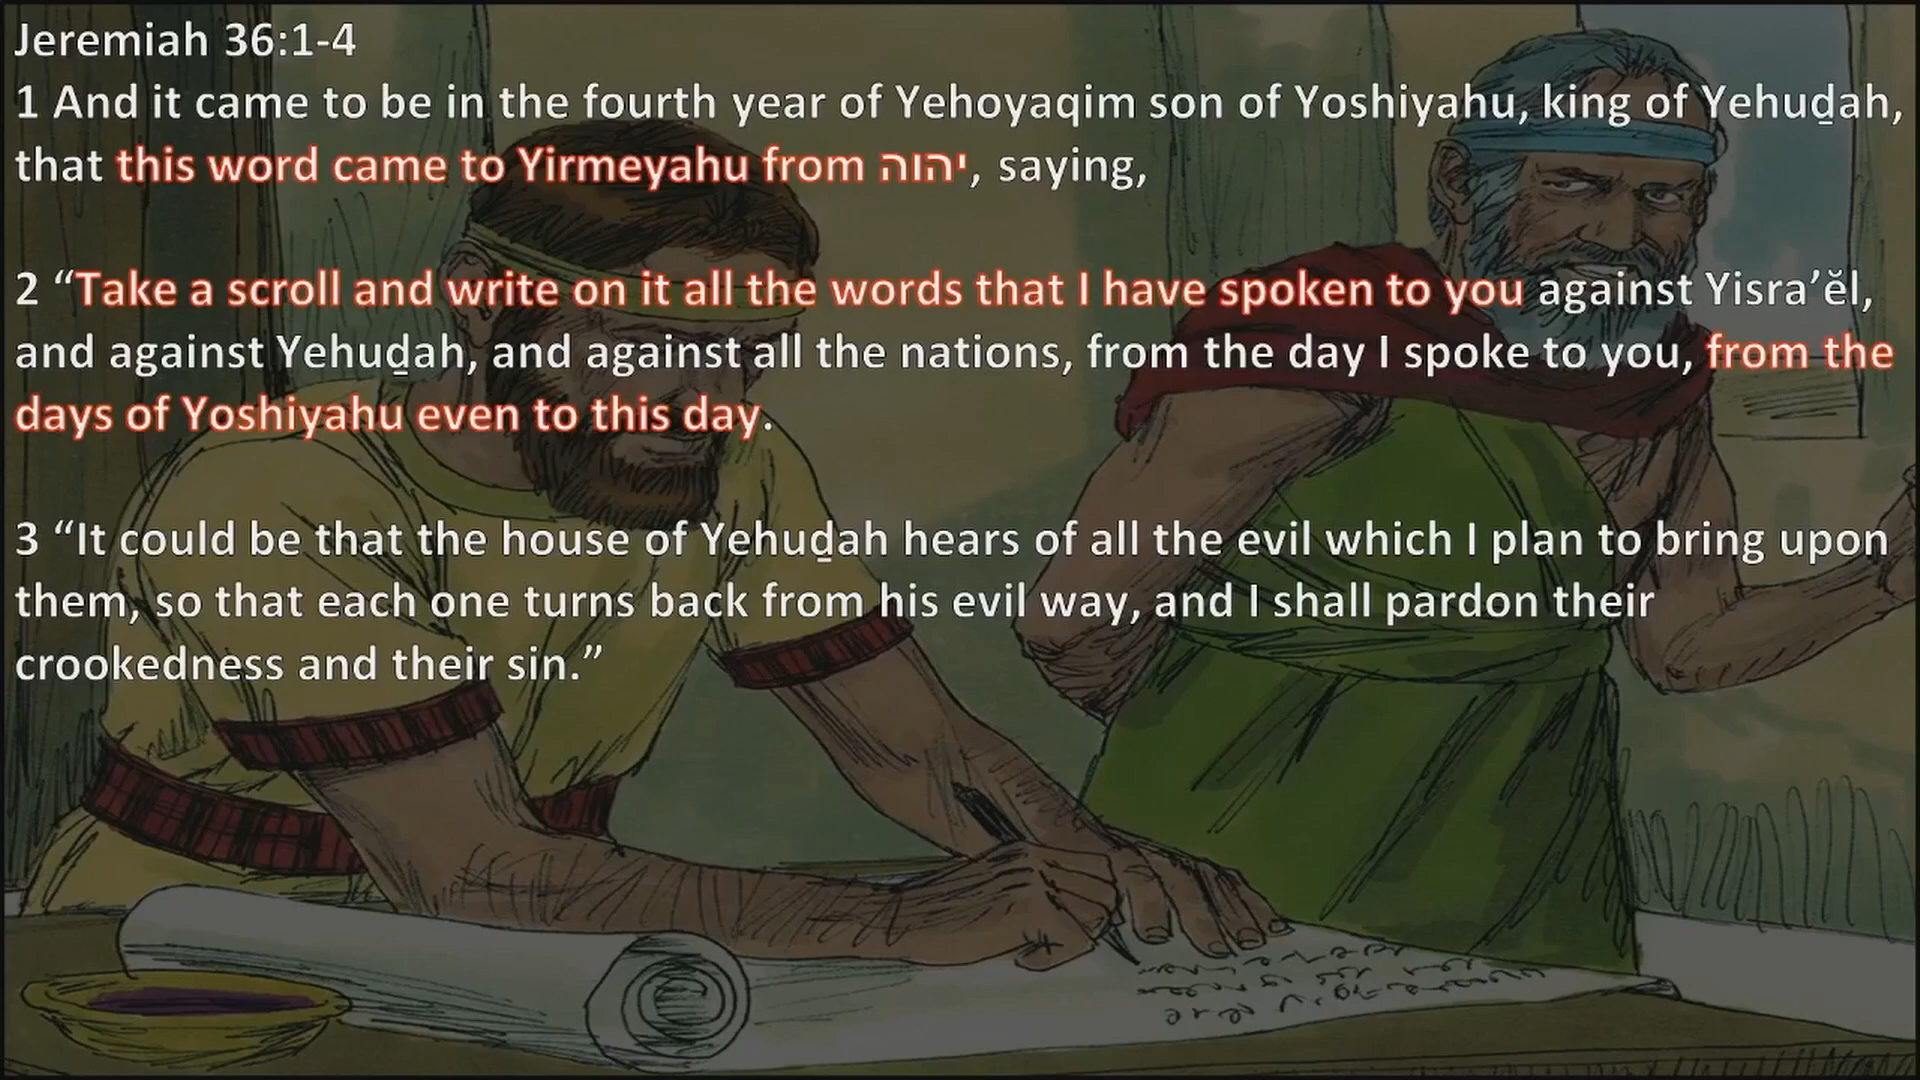 Jeremiah 36:1-4
1 And it came to be in the fourth year of Yehoyaqim son of Yoshiyahu, king of Yehuḏah,
that this word came to Yirmeyahu from יהוה, saying,
2 “Take a scroll and write on it all the words that I have spoken to you against Yisra’ĕl,
and against Yehuḏah, and against all the nations, from the day I spoke to you, from the
days of Yoshiyahu even to this day.
3 “It could be that the house of Yehuḏah hears of all the evil which I plan to bring upon
them, so that each one turns back from his evil way, and I shall pardon their
crookedness and their sin.”